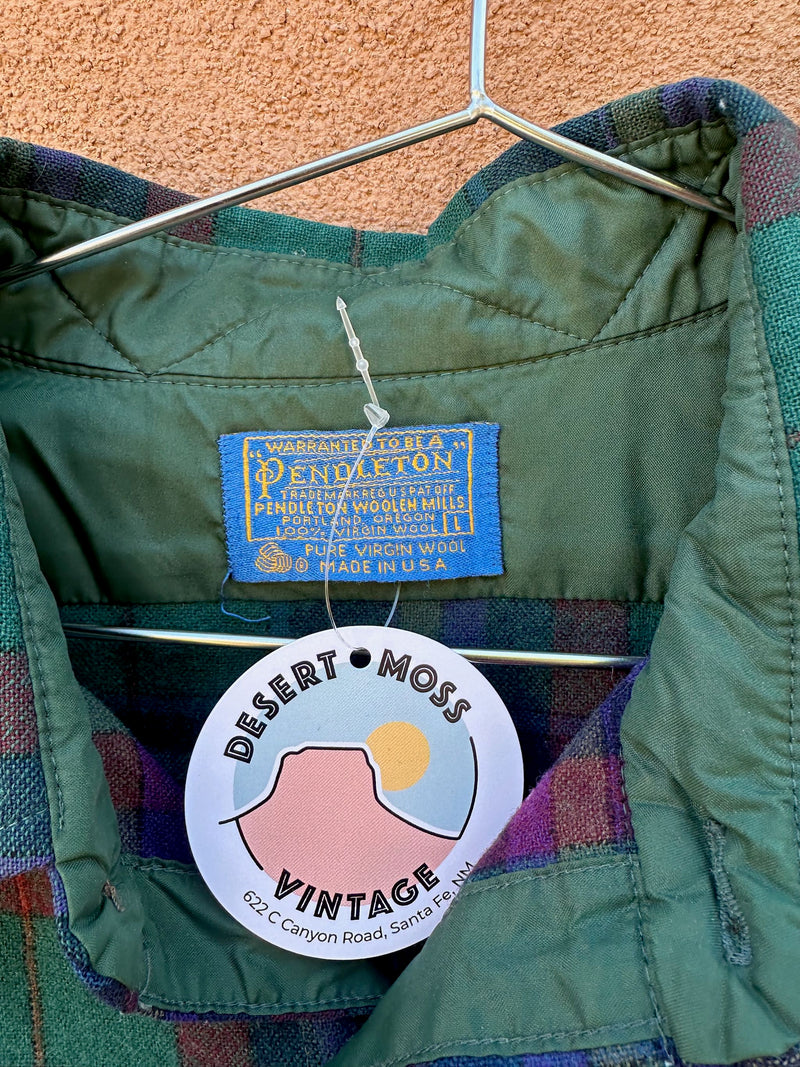 "WARRANTED TO BE A"
PENDLETON
TRADEMARK REG U S PAT OFF
PENDLETON WOOLEN MILLS
PORTLAND, OREGON
100% VIRGIN WOOL L
PURE VIRGIN WOOL
® MADE IN U S A
DESERT MOSS
VINTAGE
622 C Canyon Road, Santa Fe, NM